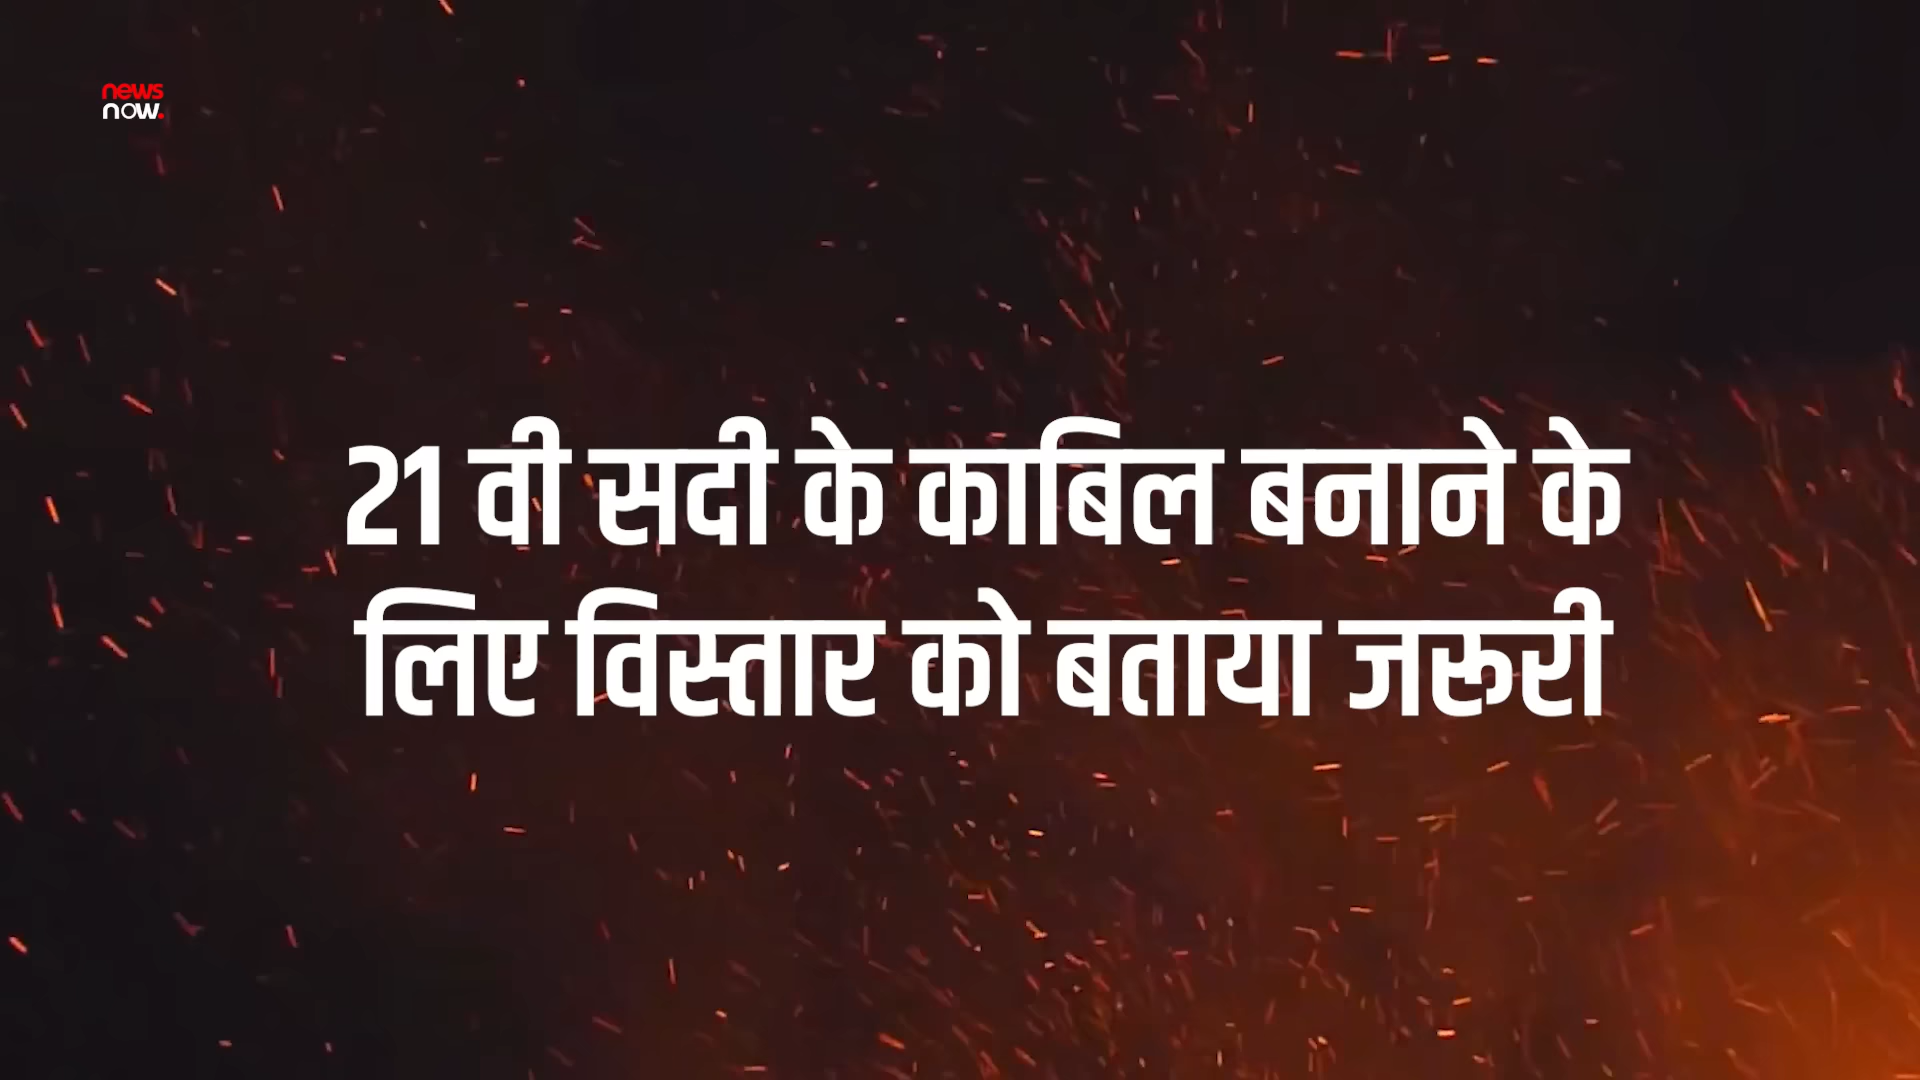 news
now.
21 वी सदी के काबिल बनाने के
लिए विस्तार को बताया जरूरी